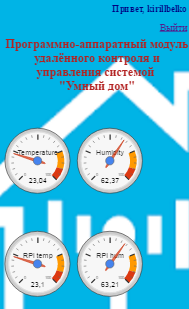 Привет, kirillbelko
Выйти
Программно-аппаратный модуль
удалённого контроля и
управления системой
"Умный дом"
Temperature
Humidity
23,04
62,37
RPI temp
RPI hum
23,1
63,21